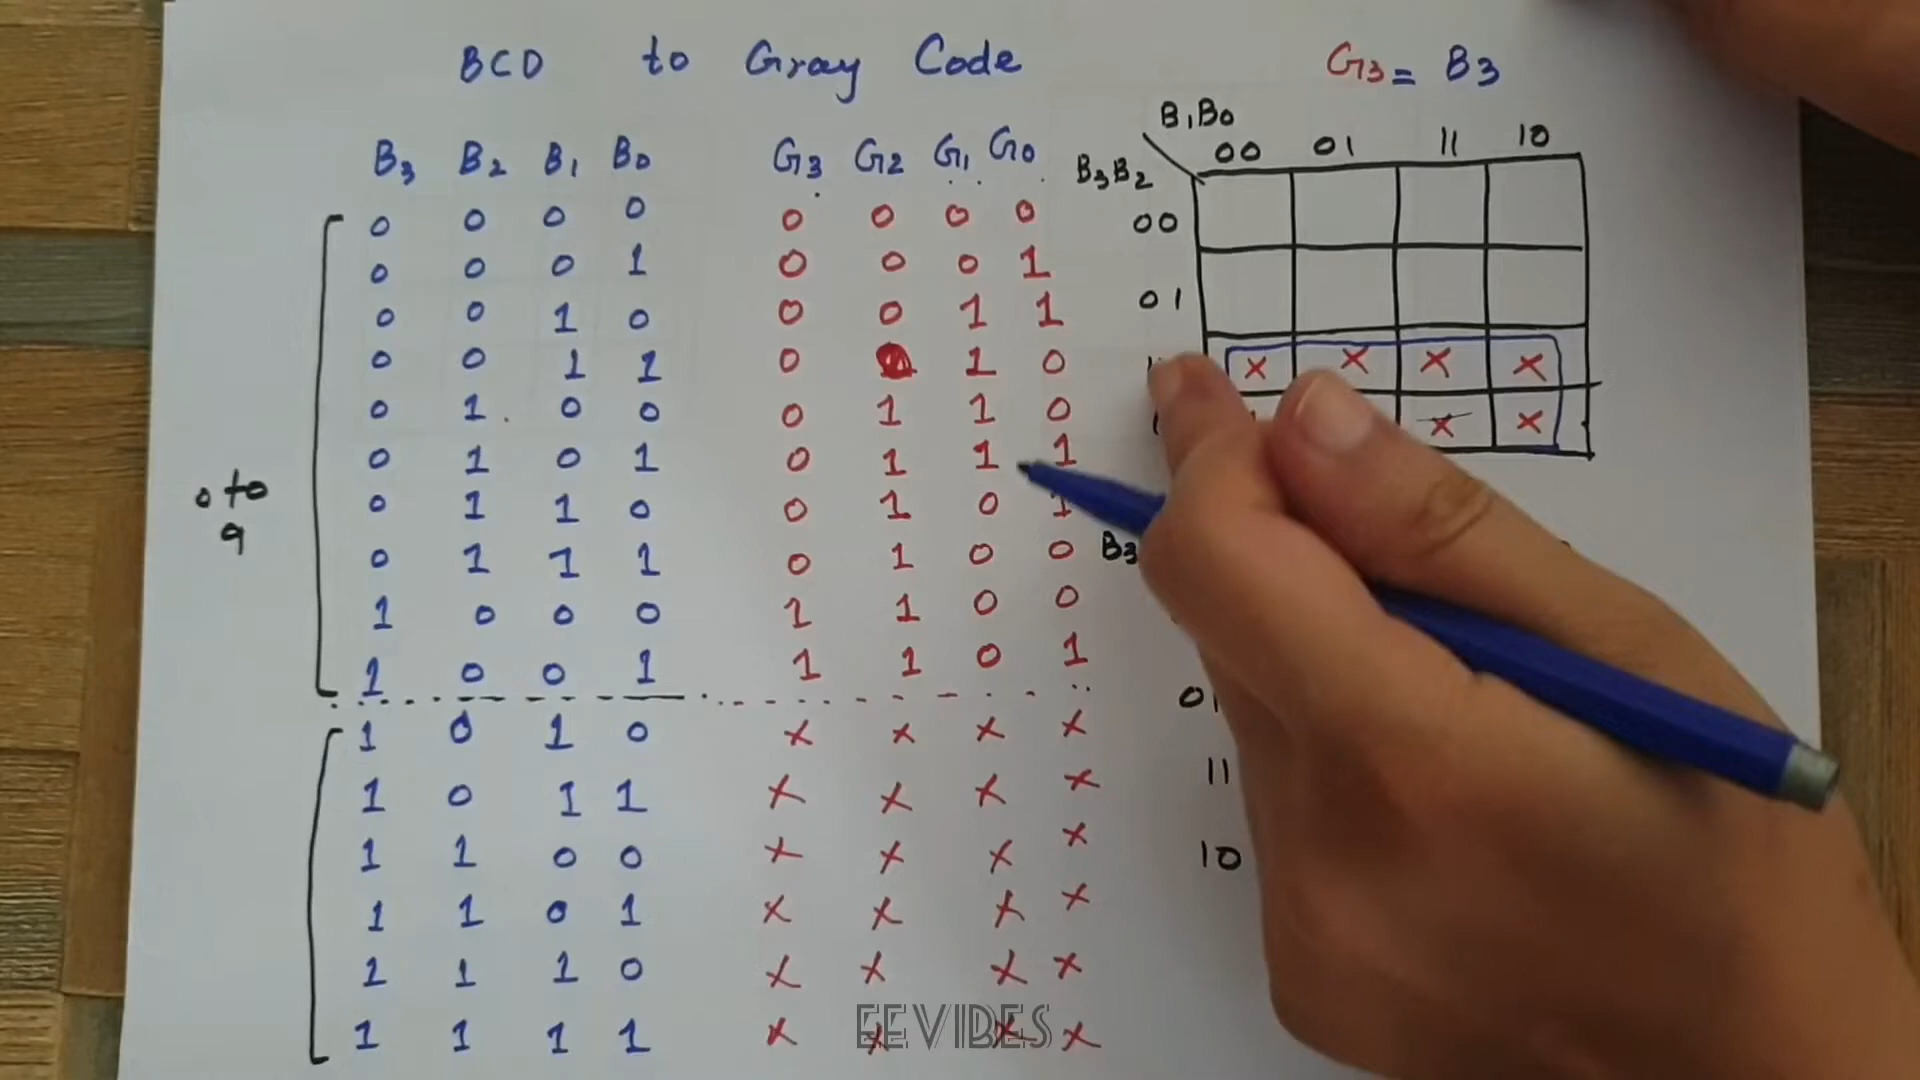 BCD to Gray Code
G3 = B3
B3 B2 B1 B0 G3 G2 G1 G0
B1B0
B3B2
00 01 11 10
00
01
X X X X
X X
0 0 0 0 0 0 0 0
0 0 0 1 0 0 0 1
0 0 1 0 0 0 1 1
0 0 1 1 0 1 0
0 1 0 0 0 1 1 0
0 1 0 1 0 1 1 1
0 1 1 0 0 1 0 1
0 1 1 1 0 1 0 0
1 0 0 0 1 1 0 0
1 0 0 1 1 1 0 1
0 to
9
1 0 1 0 X X X X
1 0 1 1 X X X X
1 1 0 0 X X X X
1 1 0 1 X X X X
1 1 1 0 X X X X
1 1 1 1 X X X X
B3
01
11
10
EEVIBES